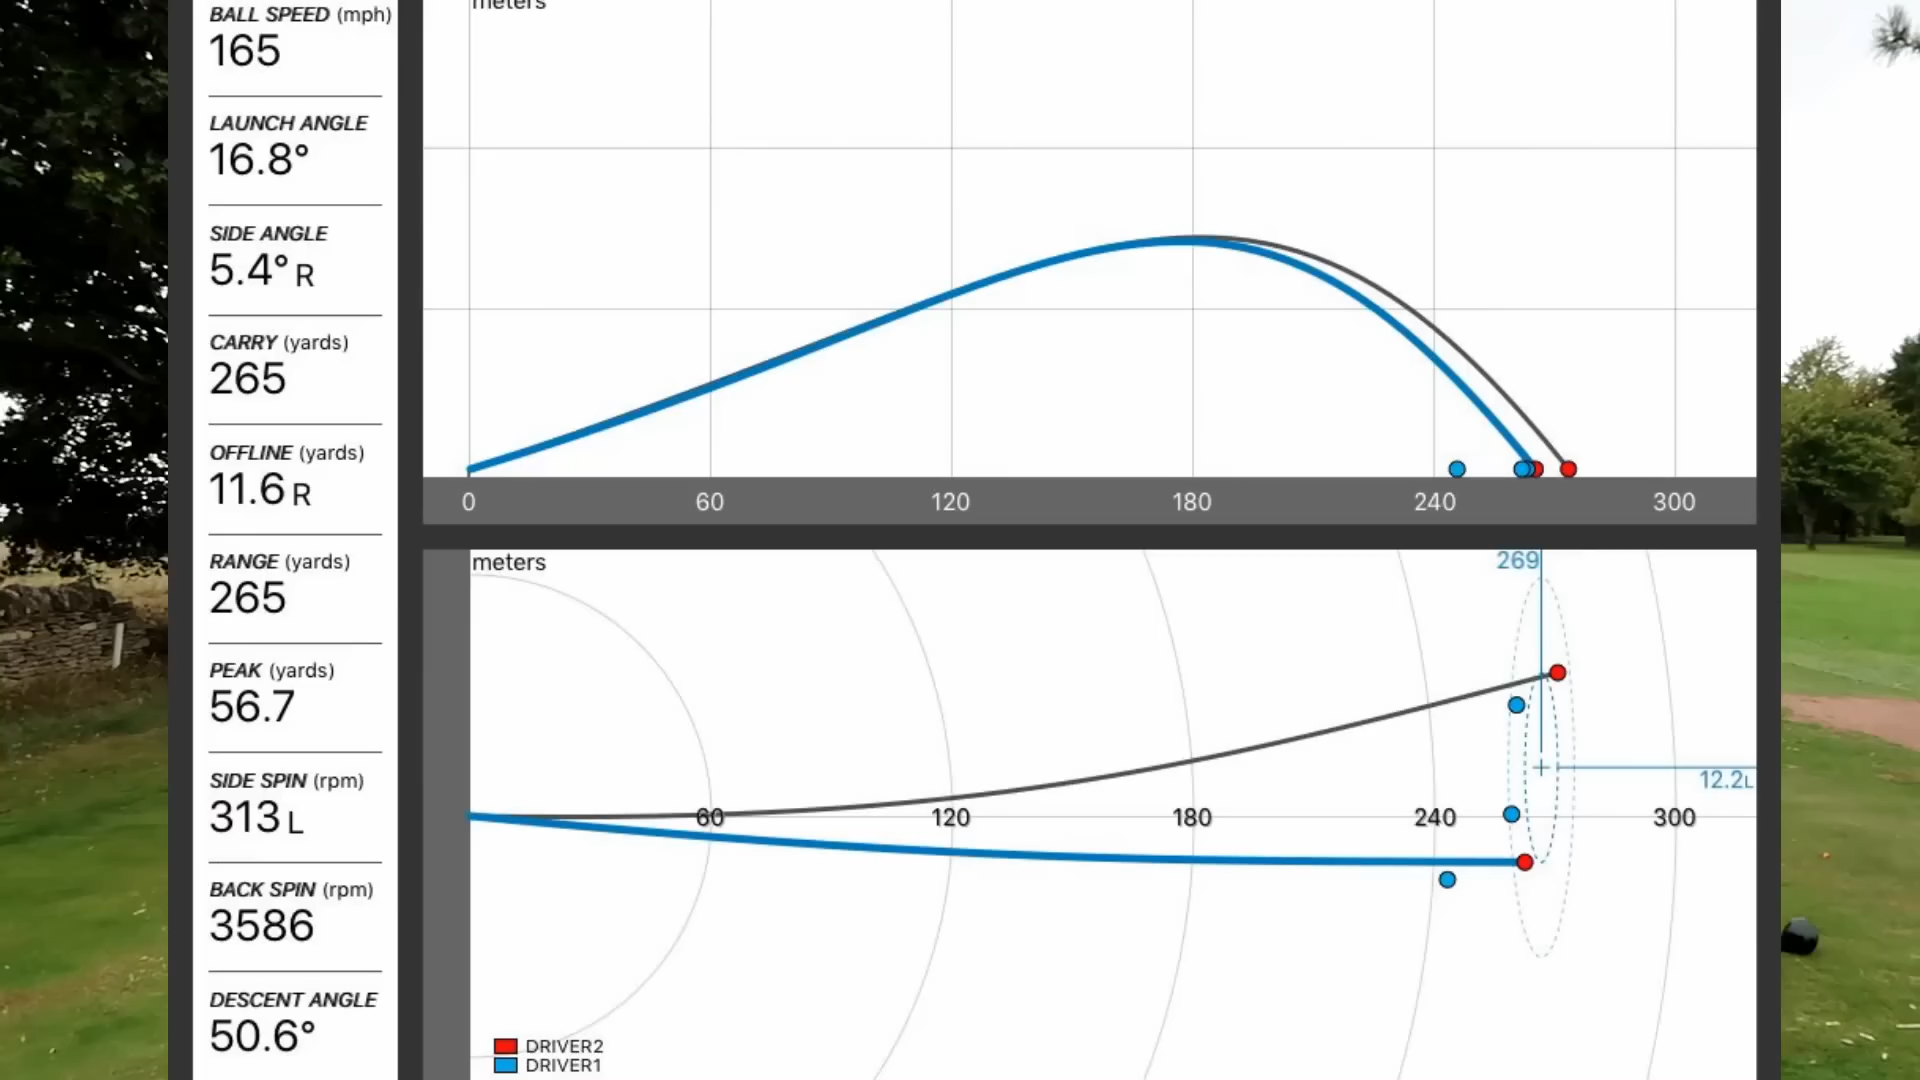 BALL SPEED (mph)
165
LAUNCH ANGLE
16.8°
SIDE ANGLE
5.4° R
CARRY (yards)
265
OFFLINE (yards)
11.6 R
RANGE (yards)
265
PEAK (yards)
56.7
SIDE SPIN (rpm)
313 L
BACK SPIN (rpm)
3586
DESCENT ANGLE
50.6°
meters
0 60 120 180 240 300
meters
269
12.2L
60 120 180 240 300
DRIVER2
DRIVER1